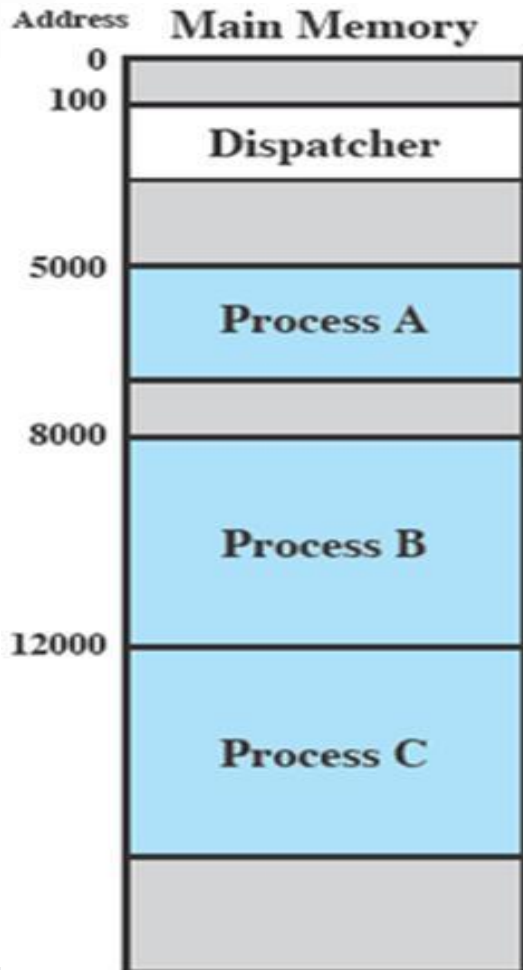 Address Main Memory
0
100
Dispatcher
5000
Process A
8000
Process B
12000
Process C